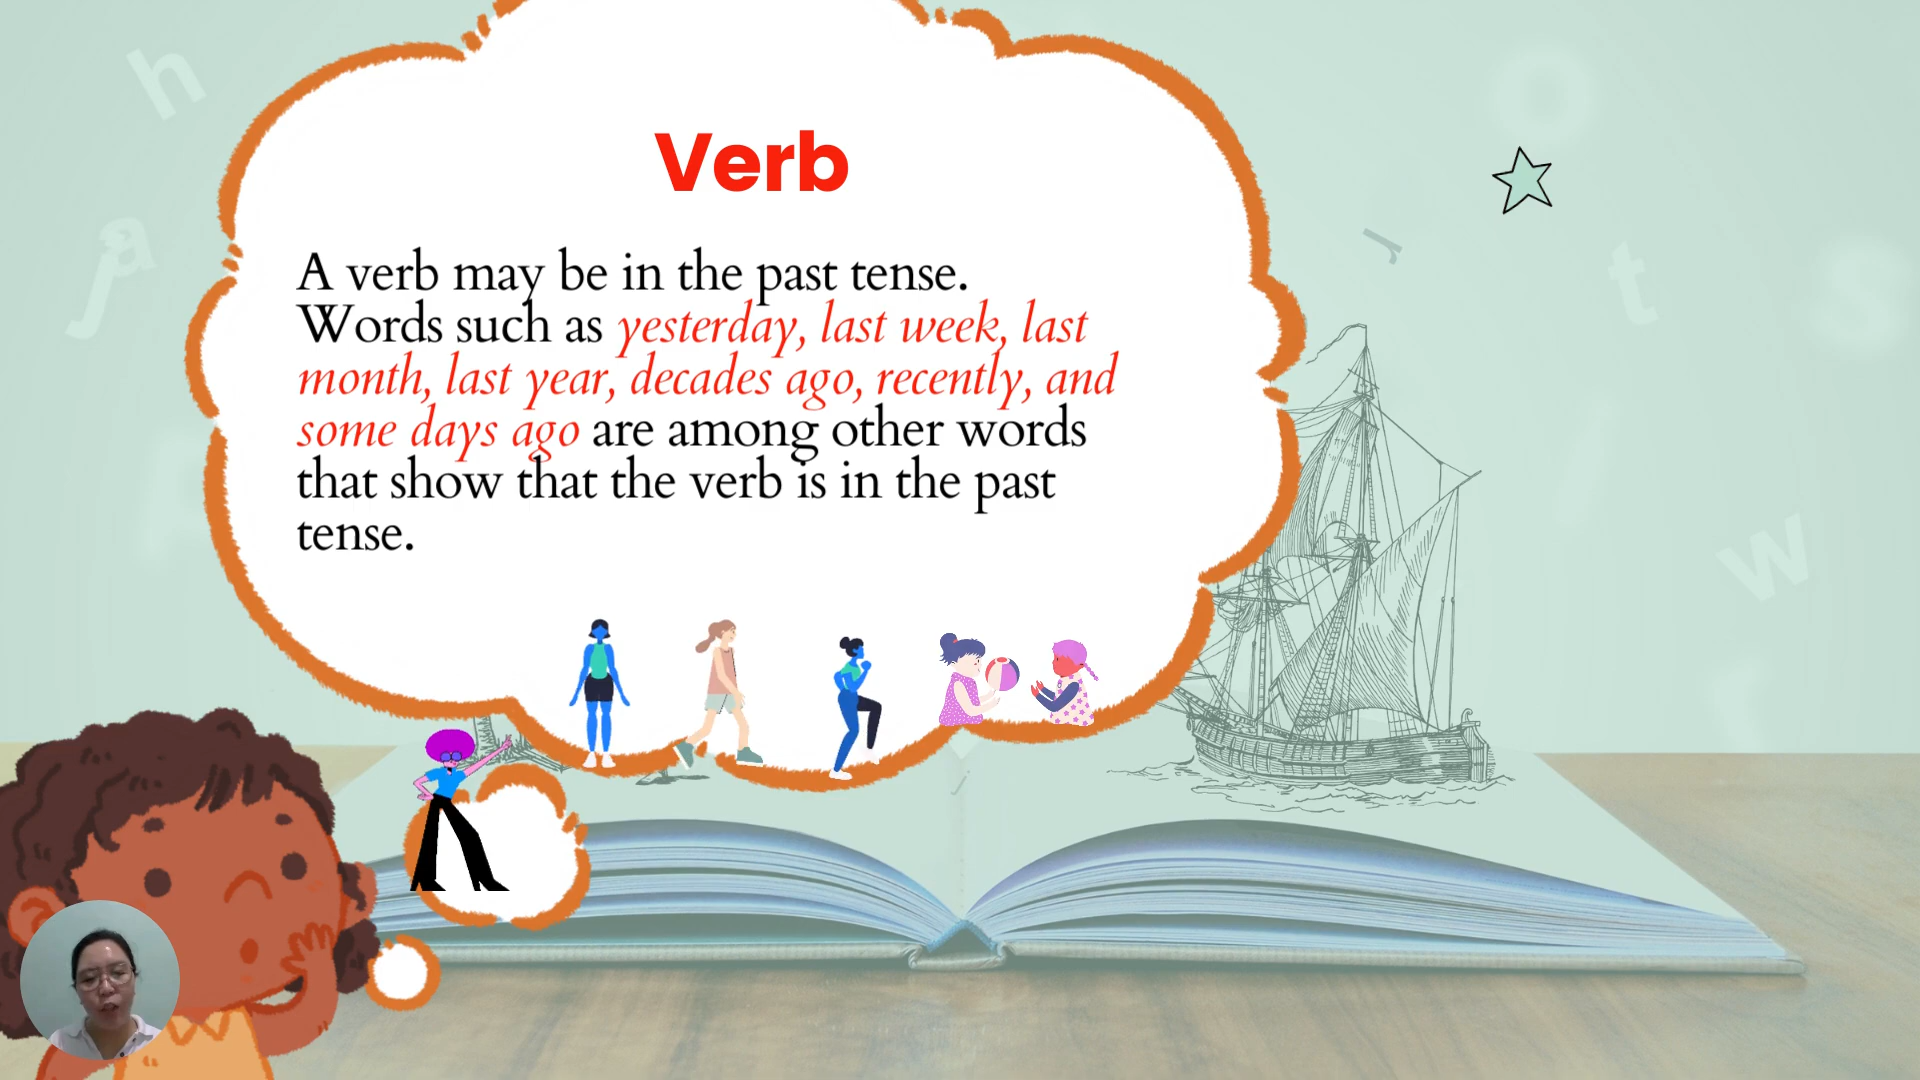 Verb
A verb may be in the past tense.
Words such as yesterday, last week, last
month, last year, decades ago, recently, and
some days ago are among other words
that show that the verb is in the past
tense.
h
a
J
o
r
t
s
w